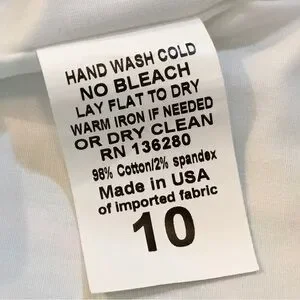 HAND WASH COLD
NO BLEACH
LAY FLAT TO DRY
WARM IRON IF NEEDED
OR DRY CLEAN
RN 136280
98% Cotton/2% spandex
Made in USA
of imported fabric
10